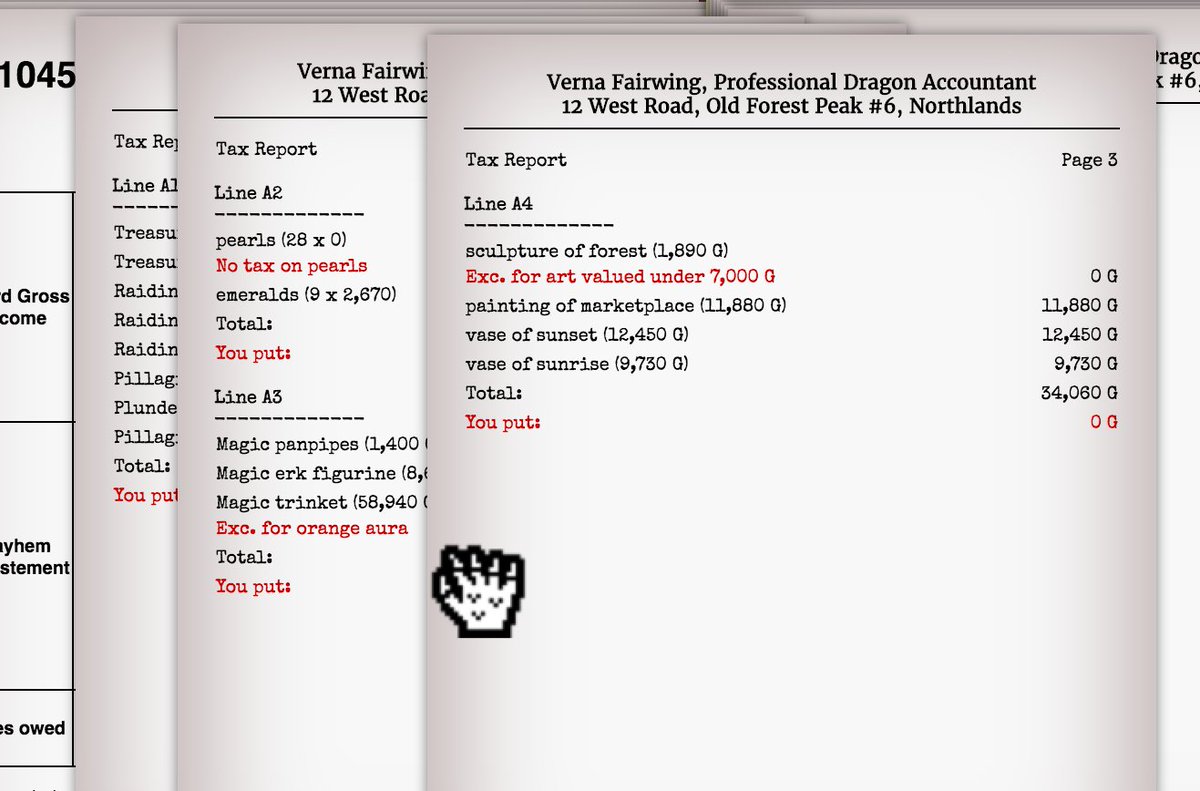 1045
rd Gross
come
ayhem
stement
es owed
Tax Rep
Line A1
-------
Treasu
Treasu
Raidin
Raidin
Raidin
Pillag
Plunde
Pillag
Total:
You put
Verna Fairwi
12 West Roa
Tax Report
Line A2
-------------
pearls (28 x 0)
No tax on pearls
emeralds (9 x 2,670)
Total:
You put:
Line A3
-------------
Magic panpipes (1,400
Magic erk figurine (8,6
Magic trinket (58,940
Exc. for orange aura
Total:
You put:
Verna Fairwing, Professional Dragon Accountant
12 West Road, Old Forest Peak #6, Northlands
Tax Report Page 3
Line A4
-------------
sculpture of forest (1,890 G)
Exc. for art valued under 7,000 G 0 G
painting of marketplace (11,880 G) 11,880 G
vase of sunset (12,450 G) 12,450 G
vase of sunrise (9,730 G) 9,730 G
Total: 34,060 G
You put: 0 G
Drago
k #6,